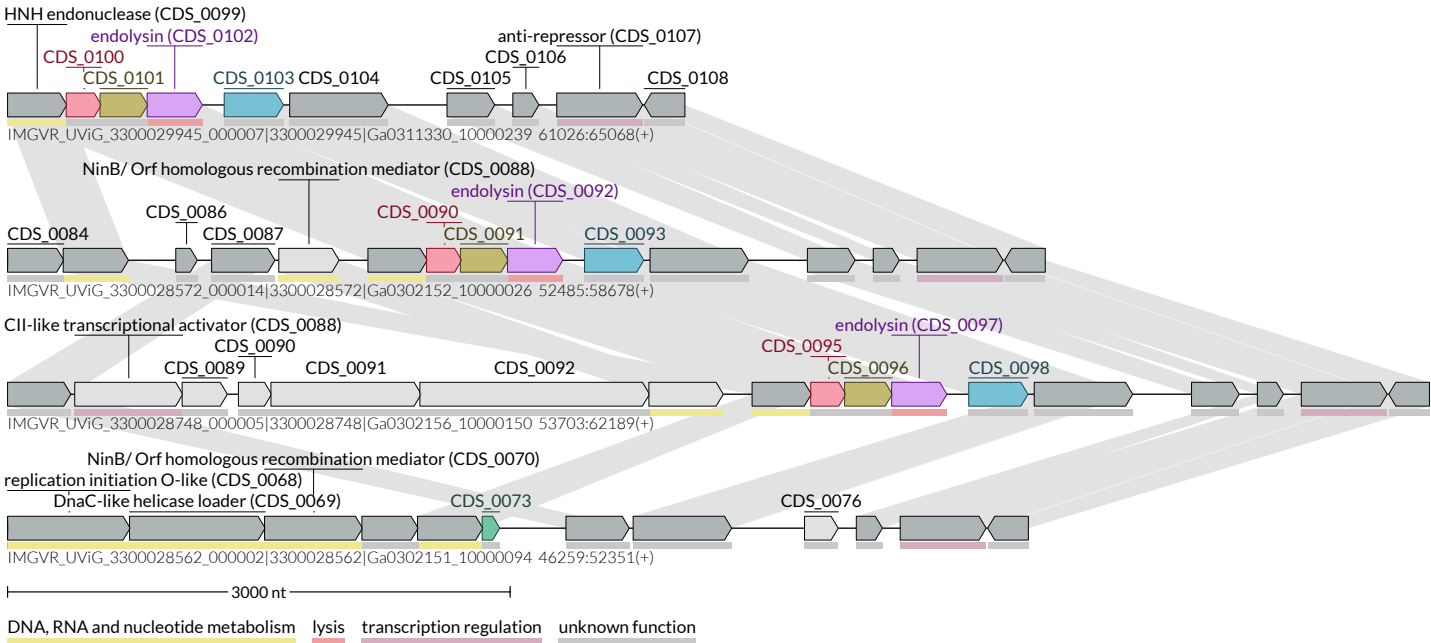 HNH endonuclease (CDS_0099)
endolysin (CDS_0102) anti-repressor (CDS_0107)
CDS_0100 CDS_0106
CDS_0101 CDS_0103 CDS_0104 CDS_0105 CDS_0108
IMGVR_UViG_3300029945_000007|3300029945|Ga0311330_10000239 61026:65068(+)
NinB/ Orf homologous recombination mediator (CDS_0088)
endolysin (CDS_0092)
CDS_0086 CDS_0090
CDS_0084 CDS_0087 CDS_0091 CDS_0093
IMGVR_UViG_3300028572_000014|3300028572|Ga0302152_10000026 52485:58678(+)
CII-like transcriptional activator (CDS_0088) endolysin (CDS_0097)
CDS_0090 CDS_0095
CDS_0089 CDS_0091 CDS_0092 CDS_0096 CDS_0098
IMGVR_UViG_3300028748_000005|3300028748|Ga0302156_10000150 53703:62189(+)
NinB/ Orf homologous recombination mediator (CDS_0070)
replication initiation O-like (CDS_0068)
DnaC-like helicase loader (CDS_0069) CDS_0073 CDS_0076
IMGVR_UViG_3300028562_000002|3300028562|Ga0302151_10000094 46259:52351(+)
3000 nt
DNA, RNA and nucleotide metabolism lysis transcription regulation unknown function